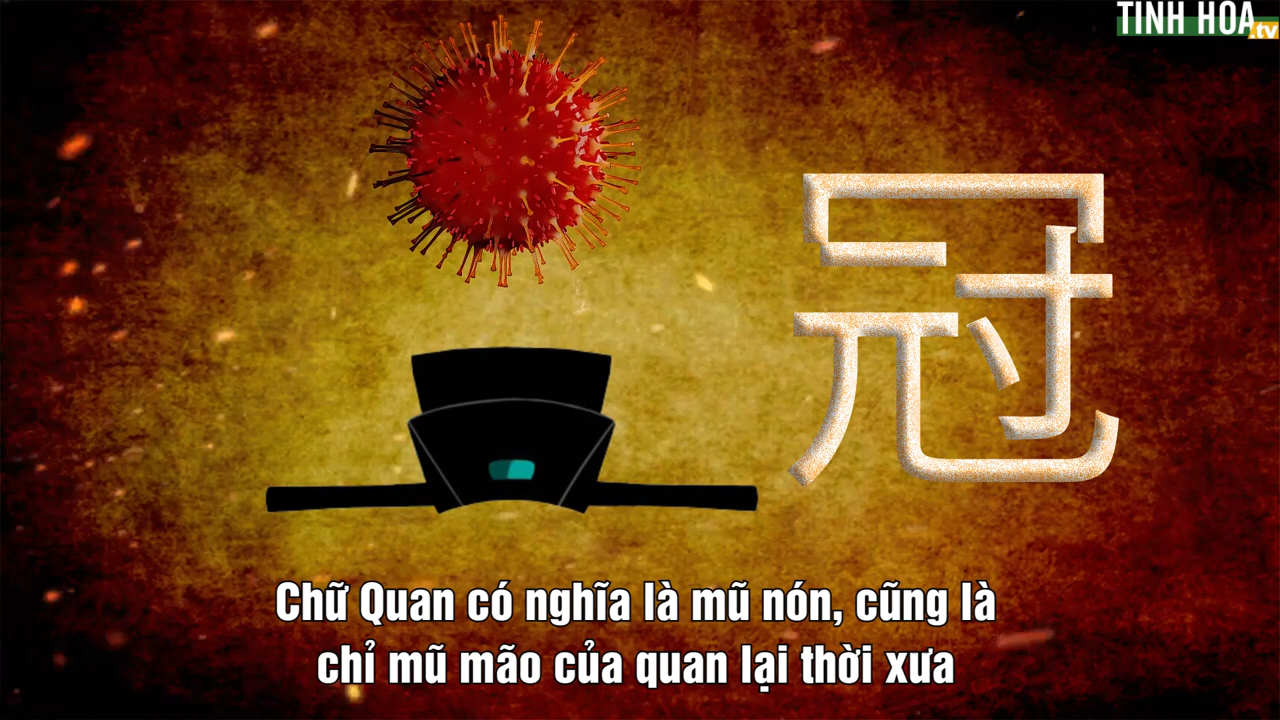 TINH HOA
.tv
冠
Chữ Quan có nghĩa là mũ nón, cũng là
chỉ mũ mão của quan lại thời xưa